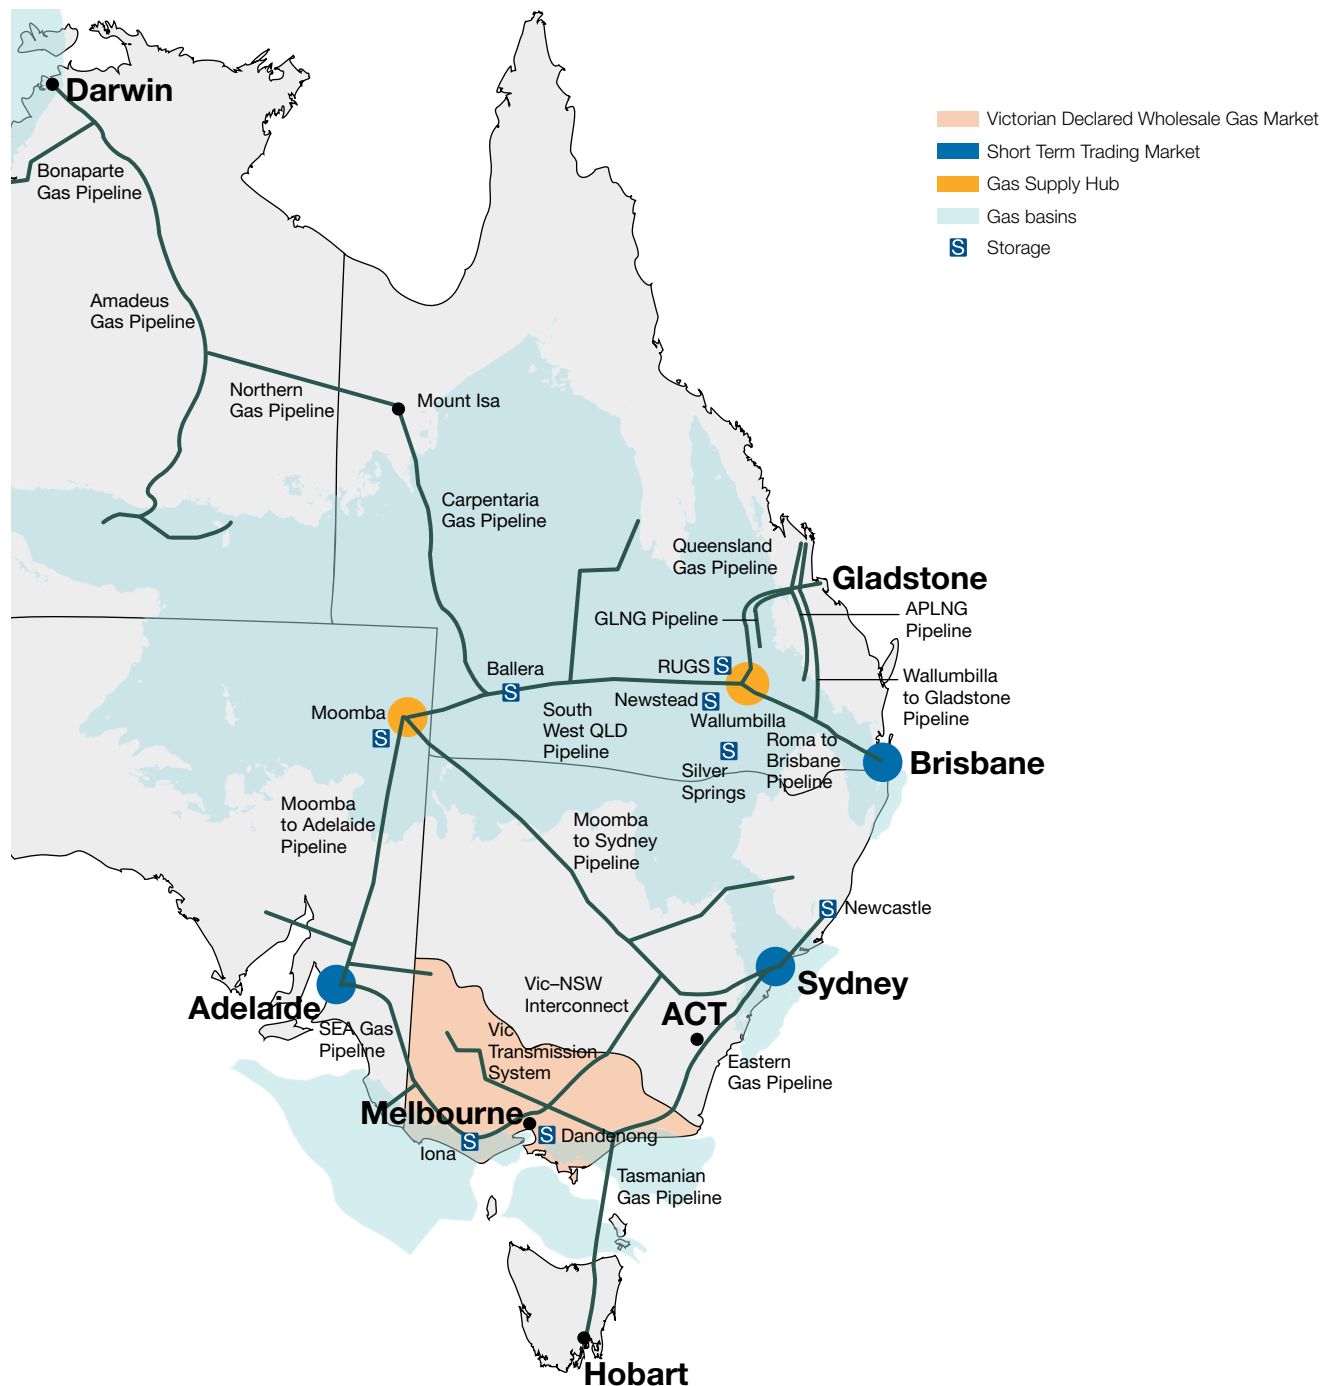 Darwin
Bonaparte
Gas Pipeline
Victorian Declared Wholesale Gas Market
Short Term Trading Market
Gas Supply Hub
Gas basins
S
Storage
Amadeus
Gas Pipeline
Northern
Gas Pipeline
Mount Isa
Carpentaria
Gas Pipeline
Queensland
Gas Pipeline
Gladstone
GLNG Pipeline
APLNG
Pipeline
RUGS
S
Ballera
S
Newstead
S
Wallumbilla
Wallumbilla
to Gladstone
Pipeline
Moomba
S
South
West QLD
Pipeline
Roma to
Brisbane
Pipeline
S
Silver
Springs
Brisbane
Moomba
to Adelaide
Pipeline
Moomba
to Sydney
Pipeline
S
Newcastle
Sydney
Adelaide
Vic–NSW
Interconnect
ACT
SEA Gas
Pipeline
Vic
Transmission
System
Eastern
Gas Pipeline
Melbourne
S
Iona
S
Dandenong
Tasmanian
Gas Pipeline
Hobart